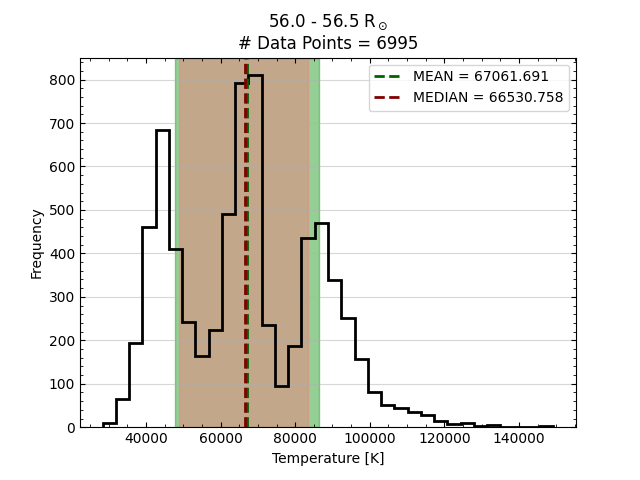 56.0 - 56.5 R⊙
# Data Points = 6995
MEAN = 67061.691
MEDIAN = 66530.758
800
700
600
500
400
300
200
100
0
Frequency
40000 60000 80000 100000 120000 140000
Temperature [K]